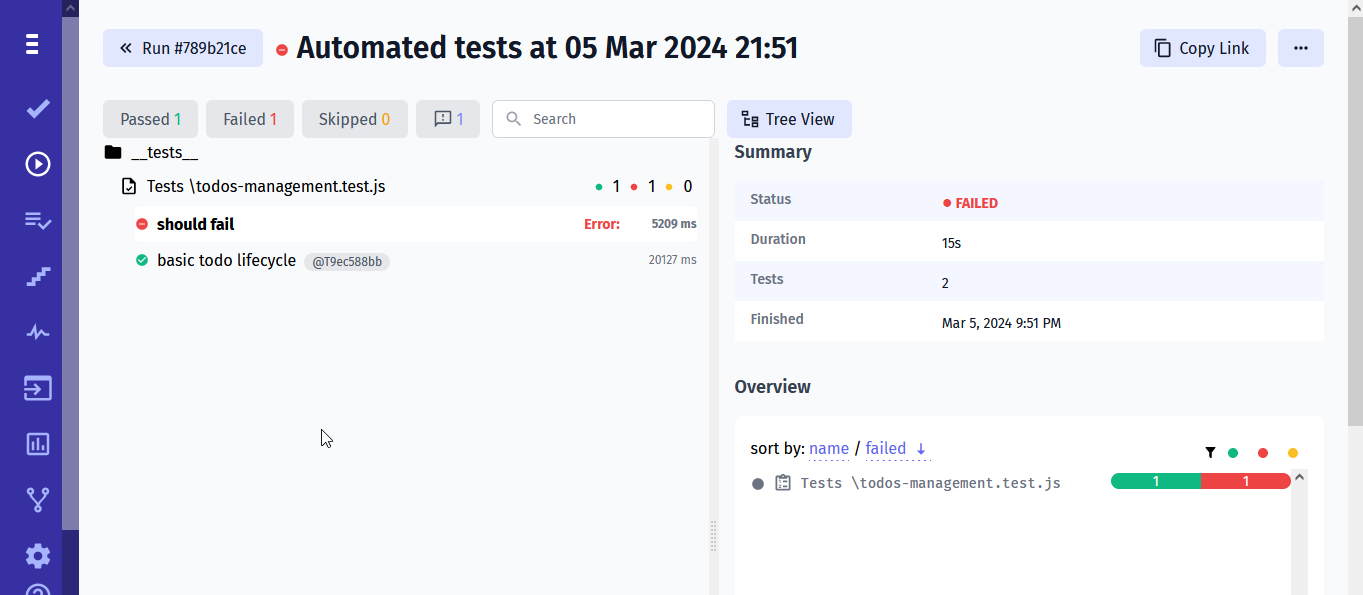 Run #789b21ce
Automated tests at 05 Mar 2024 21:51
Copy Link
Passed 1
Failed 1
Skipped 0
1
Search
Tree View
__tests__
Tests \todos-management.test.js 1 1 0
should fail Error: 5209 ms
basic todo lifecycle @T9ec588bb 20127 ms
Summary
Status FAILED
Duration 15s
Tests 2
Finished Mar 5, 2024 9:51 PM
Overview
sort by: name / failed ↓
Tests \todos-management.test.js 1 1